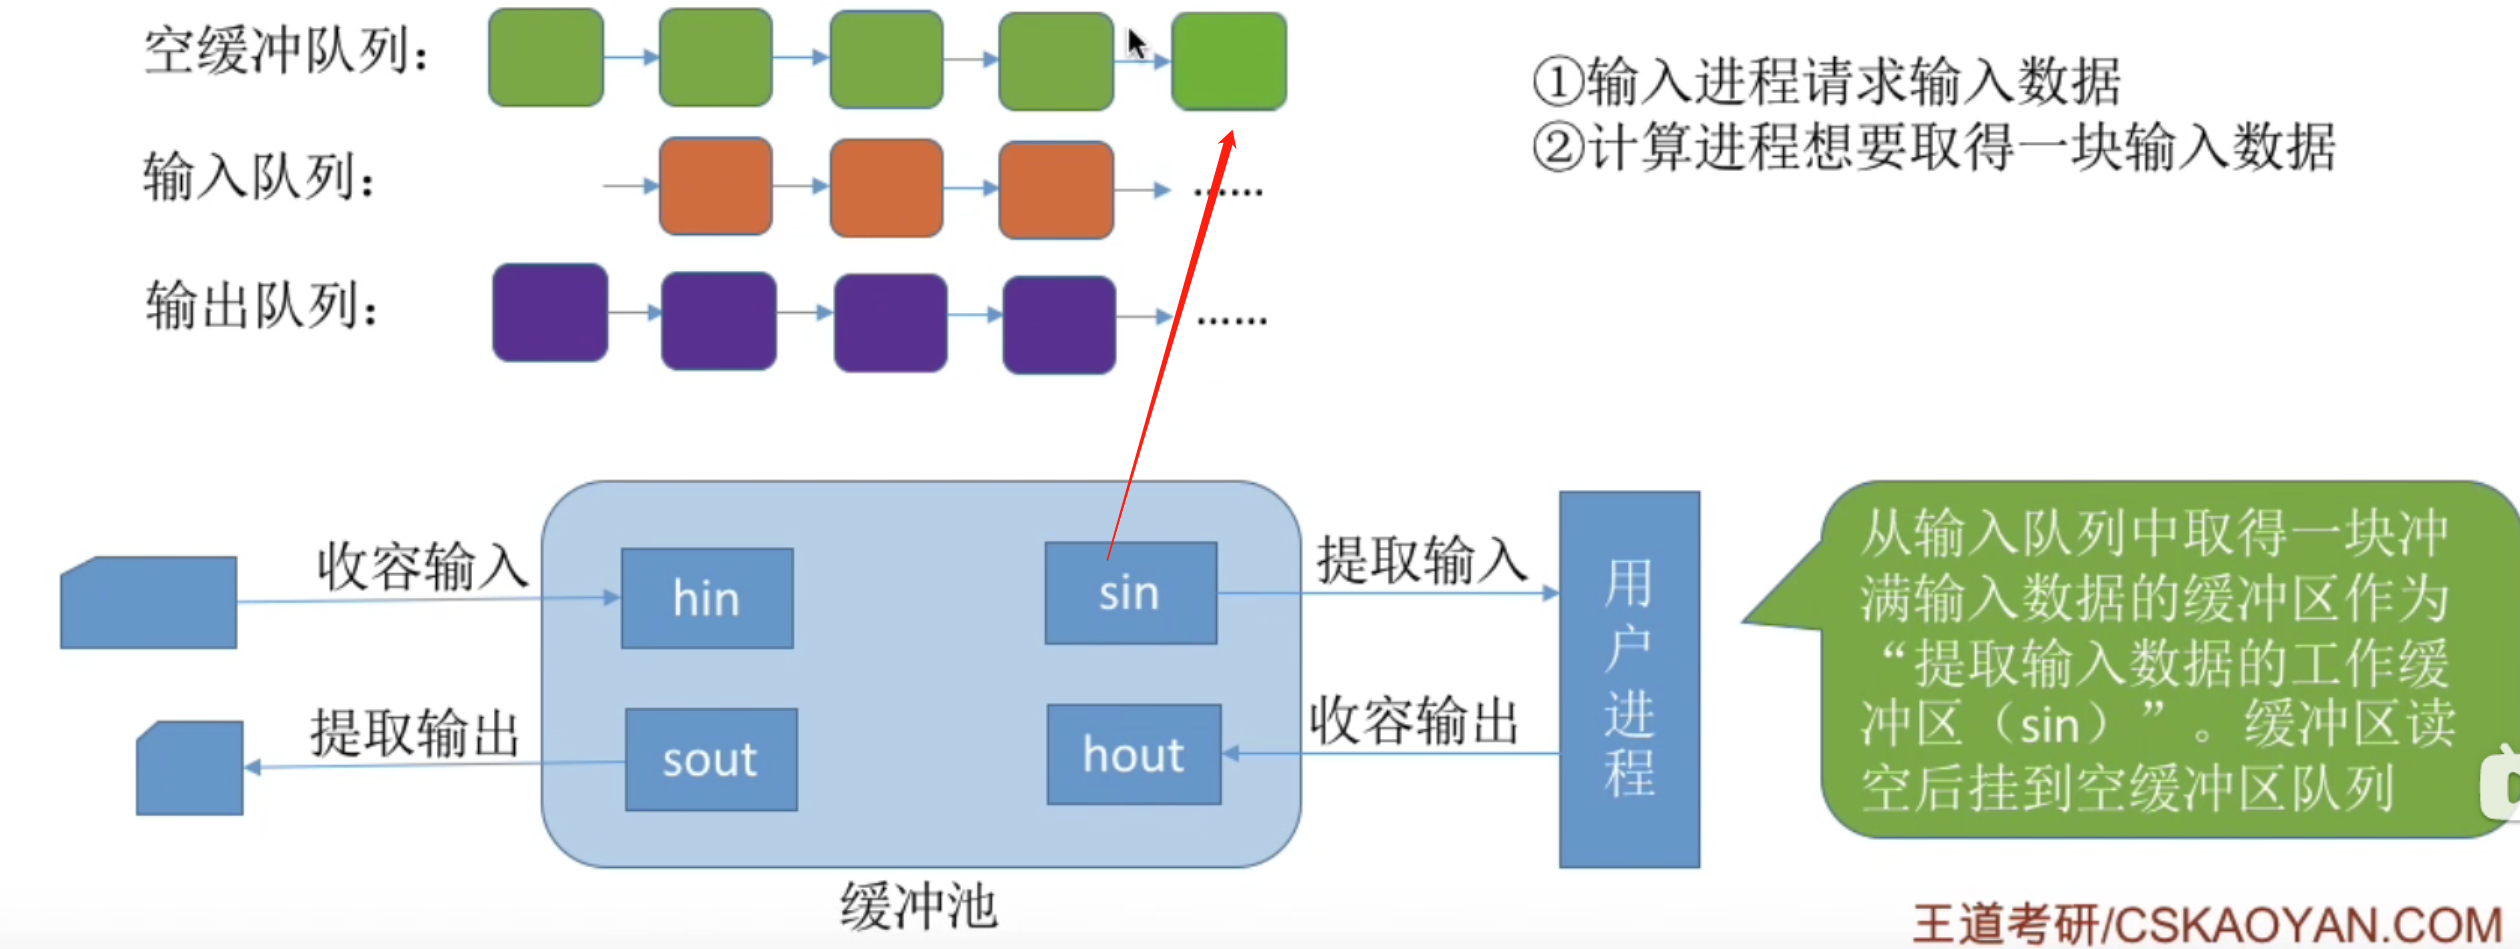 空缓冲队列：
输入队列：
输出队列：
……
……
①输入进程请求输入数据
②计算进程想要取得一块输入数据
收容输入
hin
sin
提取输入
提取输出
sout
hout
收容输出
用
户
进
程
缓冲池
从输入队列中取得一块冲
满输入数据的缓冲区作为
“提取输入数据的工作缓
冲区（sin）”。缓冲区读
空后挂到空缓冲区队列
王道考研/CSKAOYAN.COM